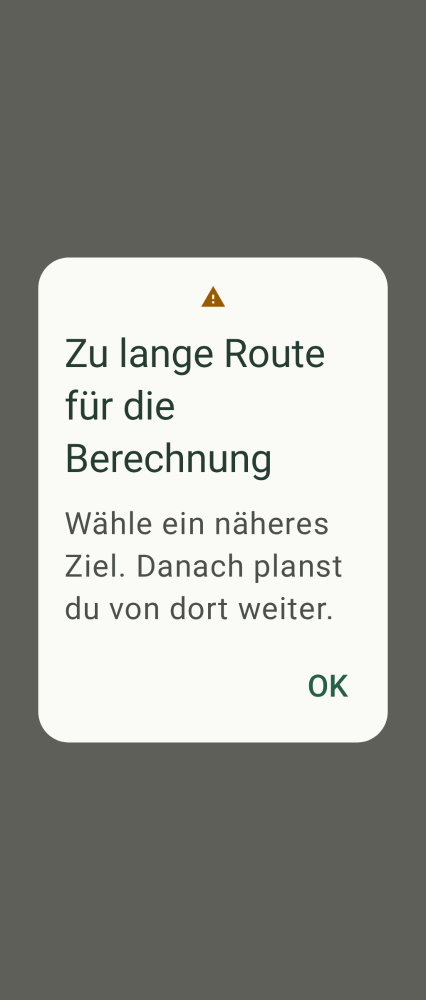 Zu lange Route
für die
Berechnung
Wähle ein näheres
Ziel. Danach planst
du von dort weiter.
OK